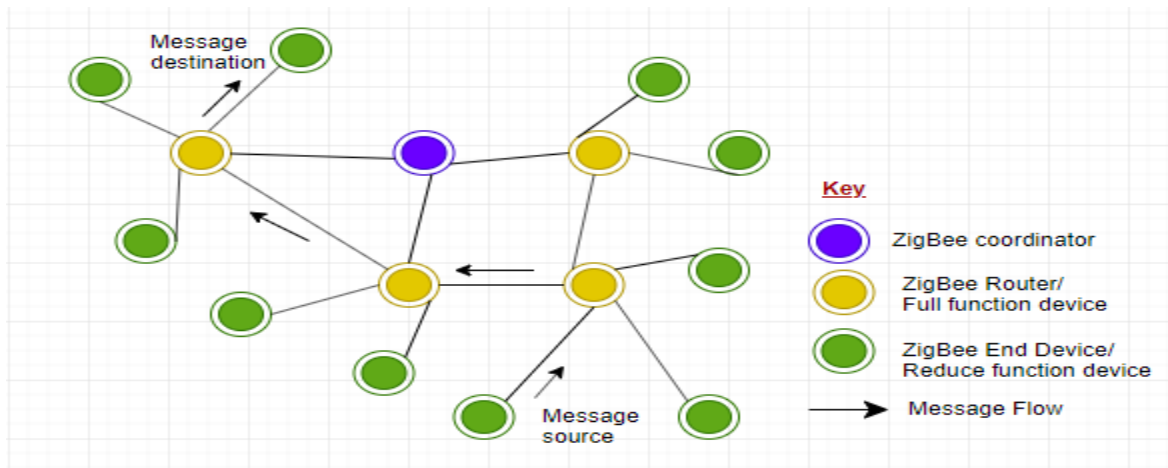 Message
destination
Key
ZigBee coordinator
ZigBee Router/
Full function device
ZigBee End Device/
Reduce function device
Message Flow
Message
source